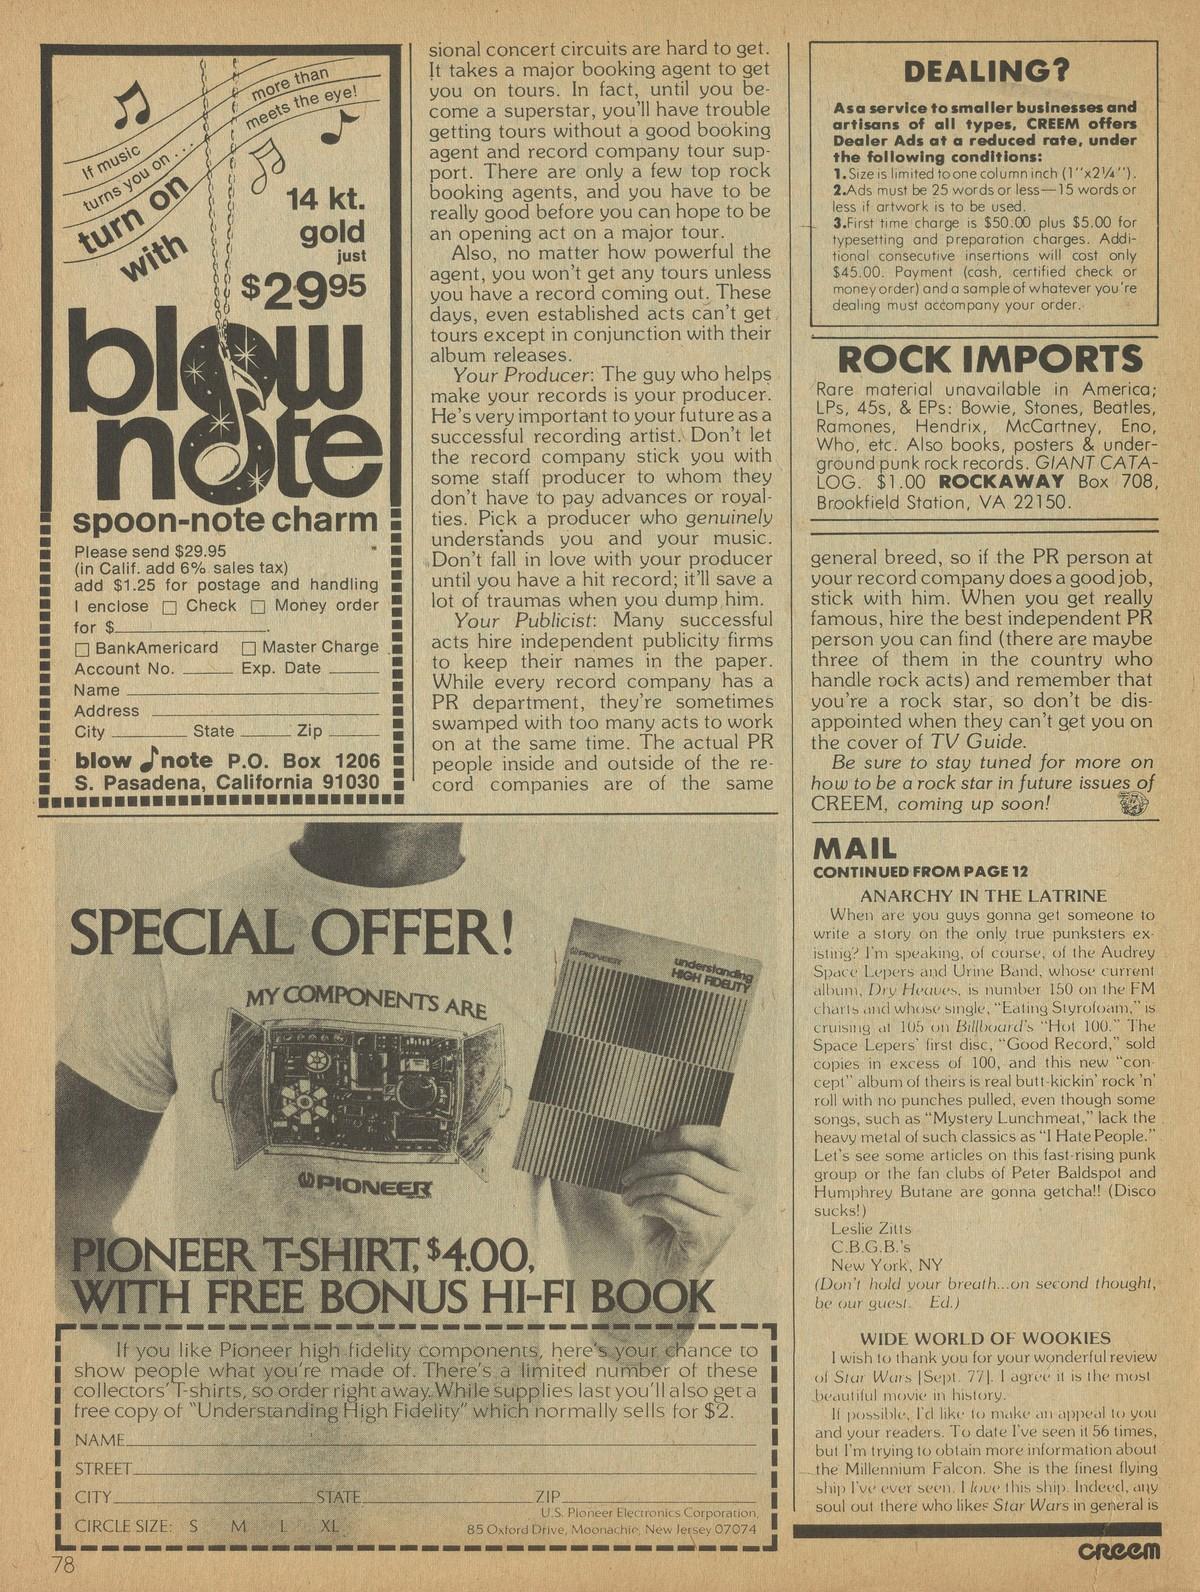 more than
meets the eye!
If music
turns you on . . .
turn on
with
14 kt.
gold
just
$29 95
blow
note
spoon-note charm
Please send $29.95
(in Calif. add 6% sales tax)
add $1.25 for postage and handling
I enclose ☐ Check ☐ Money order
for $
☐ BankAmericard ☐ Master Charge
Account No. Exp. Date
Name
Address
City State Zip
blow note P.O. Box 1206
S. Pasadena, California 91030
sional concert circuits are hard to get.
It takes a major booking agent to get
you on tours. In fact, until you be-
come a superstar, you'll have trouble
getting tours without a good booking
agent and record company tour sup-
port. There are only a few top rock
booking agents, and you have to be
really good before you can hope to be
an opening act on a major tour.
Also, no matter how powerful the
agent, you won't get any tours unless
you have a record coming out. These
days, even established acts can't get
tours except in conjunction with their
album releases.
Your Producer: The guy who helps
make your records is your producer.
He's very important to your future as a
successful recording artist. Don't let
the record company stick you with
some staff producer to whom they
don't have to pay advances or royal-
ties. Pick a producer who genuinely
understands you and your music.
Don't fall in love with your producer
until you have a hit record; it'll save a
lot of traumas when you dump him.
Your Publicist: Many successful
acts hire independent publicity firms
to keep their names in the paper.
While every record company has a
PR department, they're sometimes
swamped with too many acts to work
on at the same time. The actual PR
people inside and outside of the re-
cord companies are of the same
DEALING?
As a service to smaller businesses and
artisans of all types, CREEM offers
Dealer Ads at a reduced rate, under
the following conditions:
1. Size is limited to one column inch (1"x2¼").
2. Ads must be 25 words or less—15 words or
less if artwork is to be used.
3. First time charge is $50.00 plus $5.00 for
typesetting and preparation charges. Addi-
tional consecutive insertions will cost only
$45.00. Payment (cash, certified check or
money order) and a sample of whatever you're
dealing must accompany your order.
ROCK IMPORTS
Rare material unavailable in America;
LPs, 45s, & EPs: Bowie, Stones, Beatles,
Ramones, Hendrix, McCartney, Eno,
Who, etc. Also books, posters & under-
ground punk rock records. GIANT CATA-
LOG. $1.00 ROCKAWAY Box 708,
Brookfield Station, VA 22150.
general breed, so if the PR person at
your record company does a good job,
stick with him. When you get really
famous, hire the best independent PR
person you can find (there are maybe
three of them in the country who
handle rock acts) and remember that
you're a rock star, so don't be dis-
appointed when they can't get you on
the cover of TV Guide.
Be sure to stay tuned for more on
how to be a rock star in future issues of
CREEM, coming up soon!
SPECIAL OFFER!
MY COMPONENTS ARE
PIONEER
PIONEER
understanding
HIGH FIDELITY
PIONEER T-SHIRT, $4.00,
WITH FREE BONUS HI-FI BOOK
If you like Pioneer high fidelity components, here's your chance to
show people what you're made of. There's a limited number of these
collectors' T-shirts, so order right away. While supplies last you'll also get a
free copy of "Understanding High Fidelity" which normally sells for $2.
NAME
STREET
CITY STATE ZIP
CIRCLE SIZE: S M L XL
U.S. Pioneer Electronics Corporation,
85 Oxford Drive, Moonachie, New Jersey 07074
MAIL
CONTINUED FROM PAGE 12
ANARCHY IN THE LATRINE
When are you guys gonna get someone to
write a story on the only true punksters ex-
isting? I'm speaking, of course, of the Audrey
Space Lepers and Urine Band, whose current
album, Dry Heaves, is number 150 on the FM
charts and whose single, "Eating Styrofoam," is
cruising at 105 on Billboard's "Hot 100." The
Space Lepers' first disc, "Good Record," sold
copies in excess of 100, and this new "con-
cept" album of theirs is real butt-kickin' rock 'n'
roll with no punches pulled, even though some
songs, such as "Mystery Lunchmeat," lack the
heavy metal of such classics as "I Hate People."
Let's see some articles on this fast-rising punk
group or the fan clubs of Peter Baldspot and
Humphrey Butane are gonna getcha!! (Disco
sucks!)
Leslie Zitts
C.B.G.B.'s
New York, NY
(Don't hold your breath...on second thought,
be our guest. Ed.)
WIDE WORLD OF WOOKIES
I wish to thank you for your wonderful review
of Star Wars [Sept. 77]. I agree it is the most
beautiful movie in history.
If possible, I'd like to make an appeal to you
and your readers. To date I've seen it 56 times,
but I'm trying to obtain more information about
the Millennium Falcon. She is the finest flying
ship I've ever seen. I love this ship. Indeed, any
soul out there who likes Star Wars in general is
78
CREEM